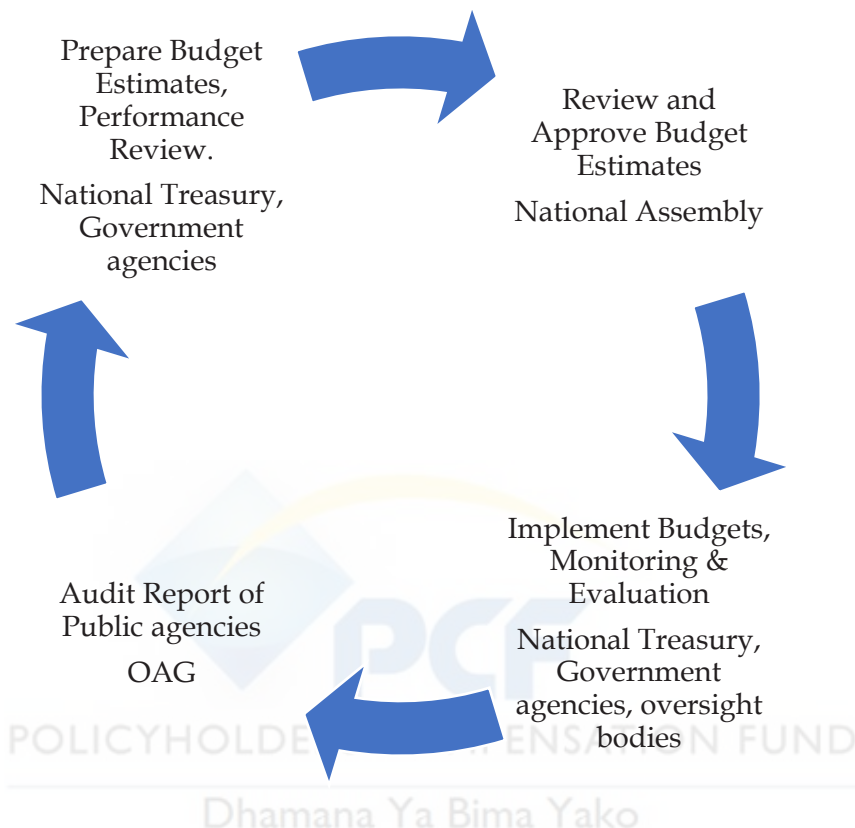 Prepare Budget
Estimates,
Performance
Review.
National Treasury,
Government
agencies
Review and
Approve Budget
Estimates
National Assembly
Implement Budgets,
Monitoring &
Evaluation
National Treasury,
Government
agencies, oversight
bodies
Audit Report of
Public agencies
OAG
PCF
POLICYHOLDER COMPENSATION FUND
Dhamana Ya Bima Yako